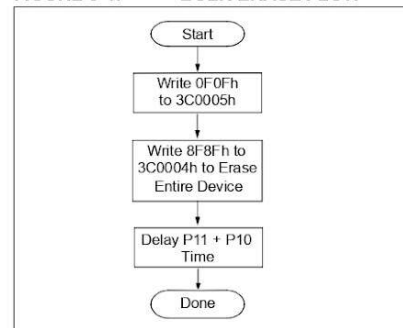 Start
Write 0F0Fh
to 3C0005h
Write 8F8Fh to
3C0004h to Erase
Entire Device
Delay P11 + P10
Time
Done